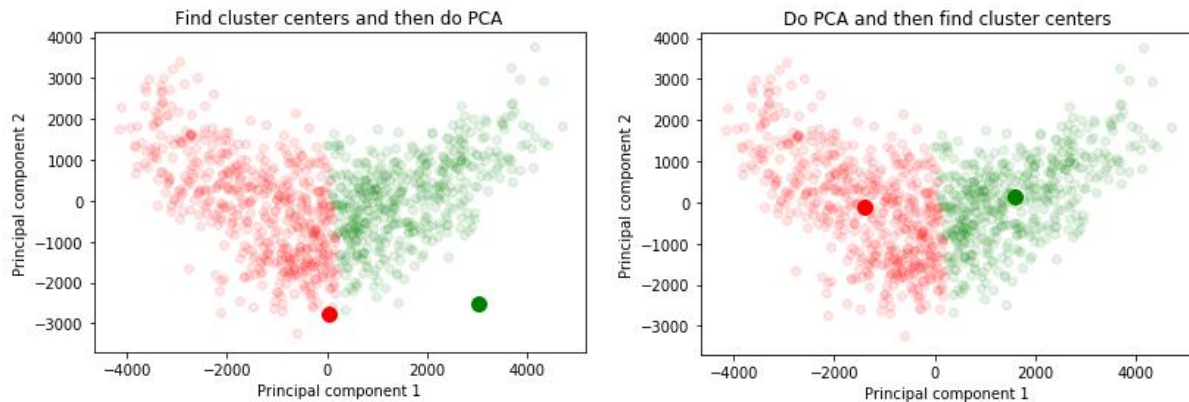 Find cluster centers and then do PCA
4000
3000
2000
1000
0
−1000
−2000
−3000
Principal component 2
−4000 −2000 0 2000 4000
Principal component 1
Do PCA and then find cluster centers
4000
3000
2000
1000
0
−1000
−2000
−3000
Principal component 2
−4000 −2000 0 2000 4000
Principal component 1